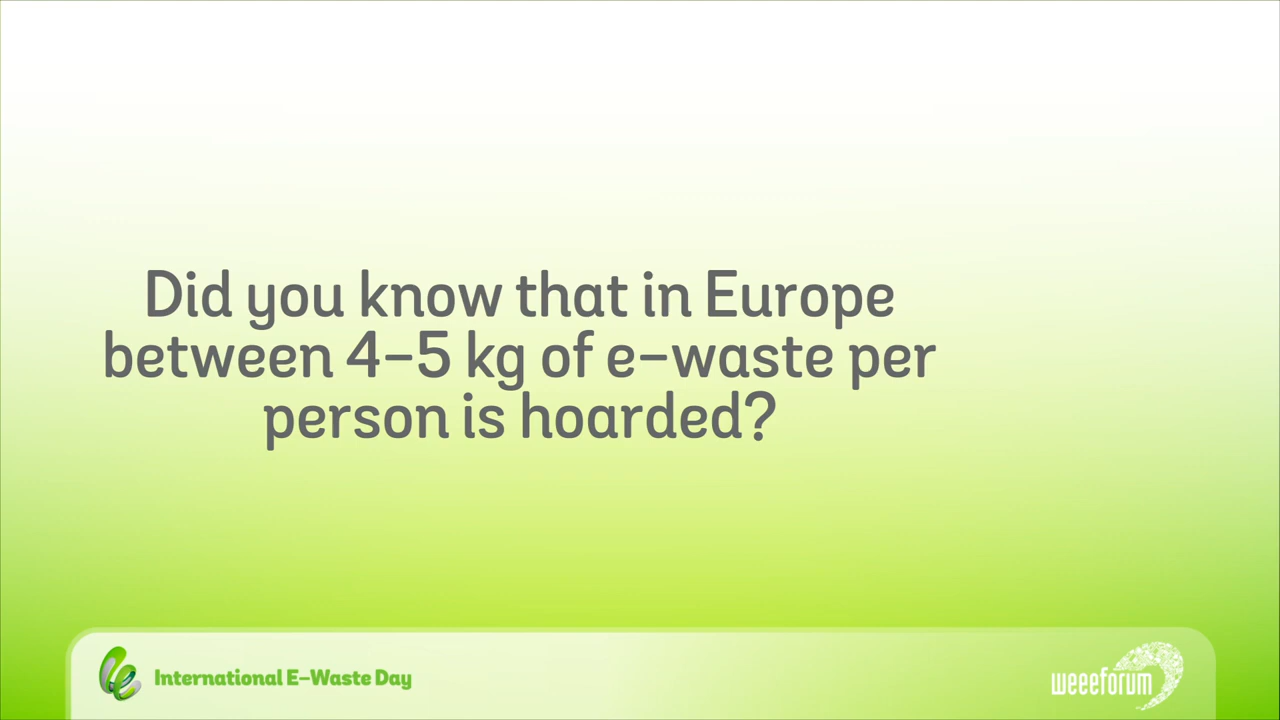 Did you know that in Europe
between 4-5 kg of e-waste per
person is hoarded?
International E-Waste Day
weeeforum